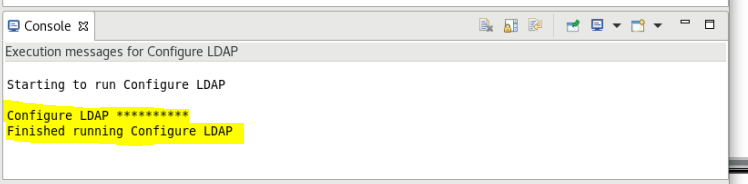 Console
Execution messages for Configure LDAP
Starting to run Configure LDAP
Configure LDAP **********
Finished running Configure LDAP